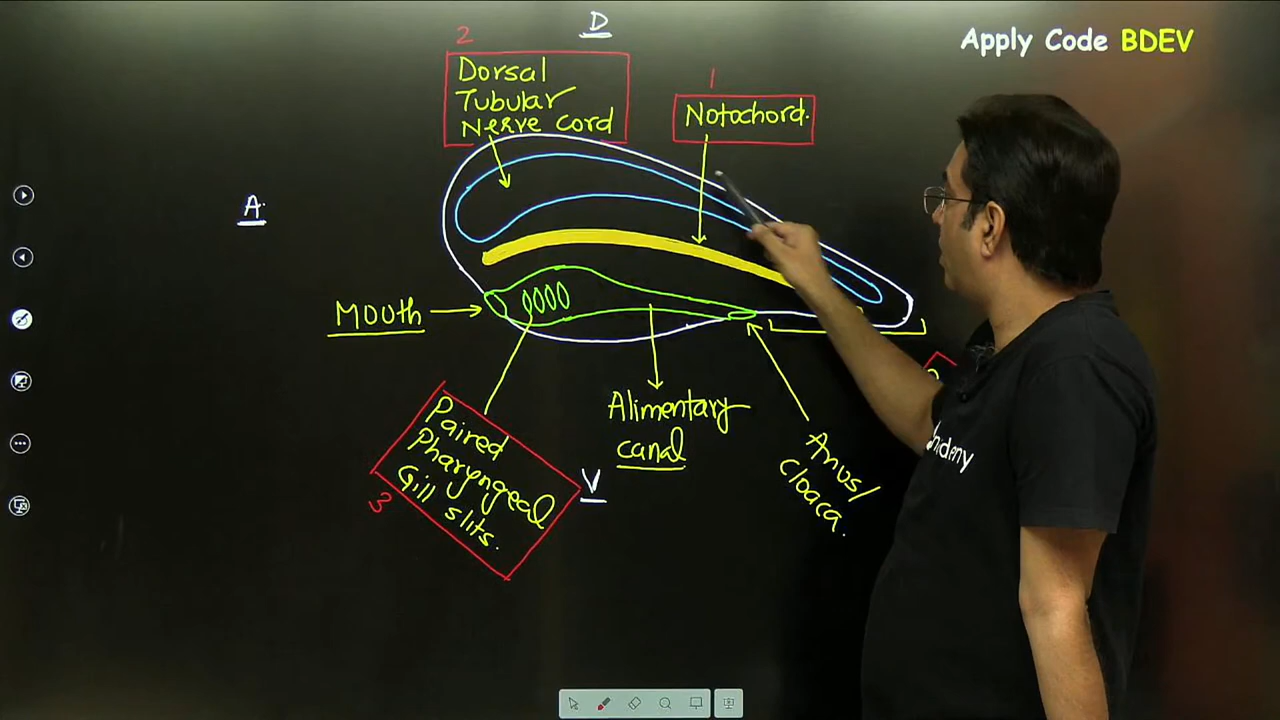 D
Apply Code BDEV
2
Dorsal
Tubular
Nerve Cord
1
Notochord.
A.
Mouth
Paired
Pharyngeal
Gill
slits.
3
Alimentary
canal
V
Anus/
Cloaca.